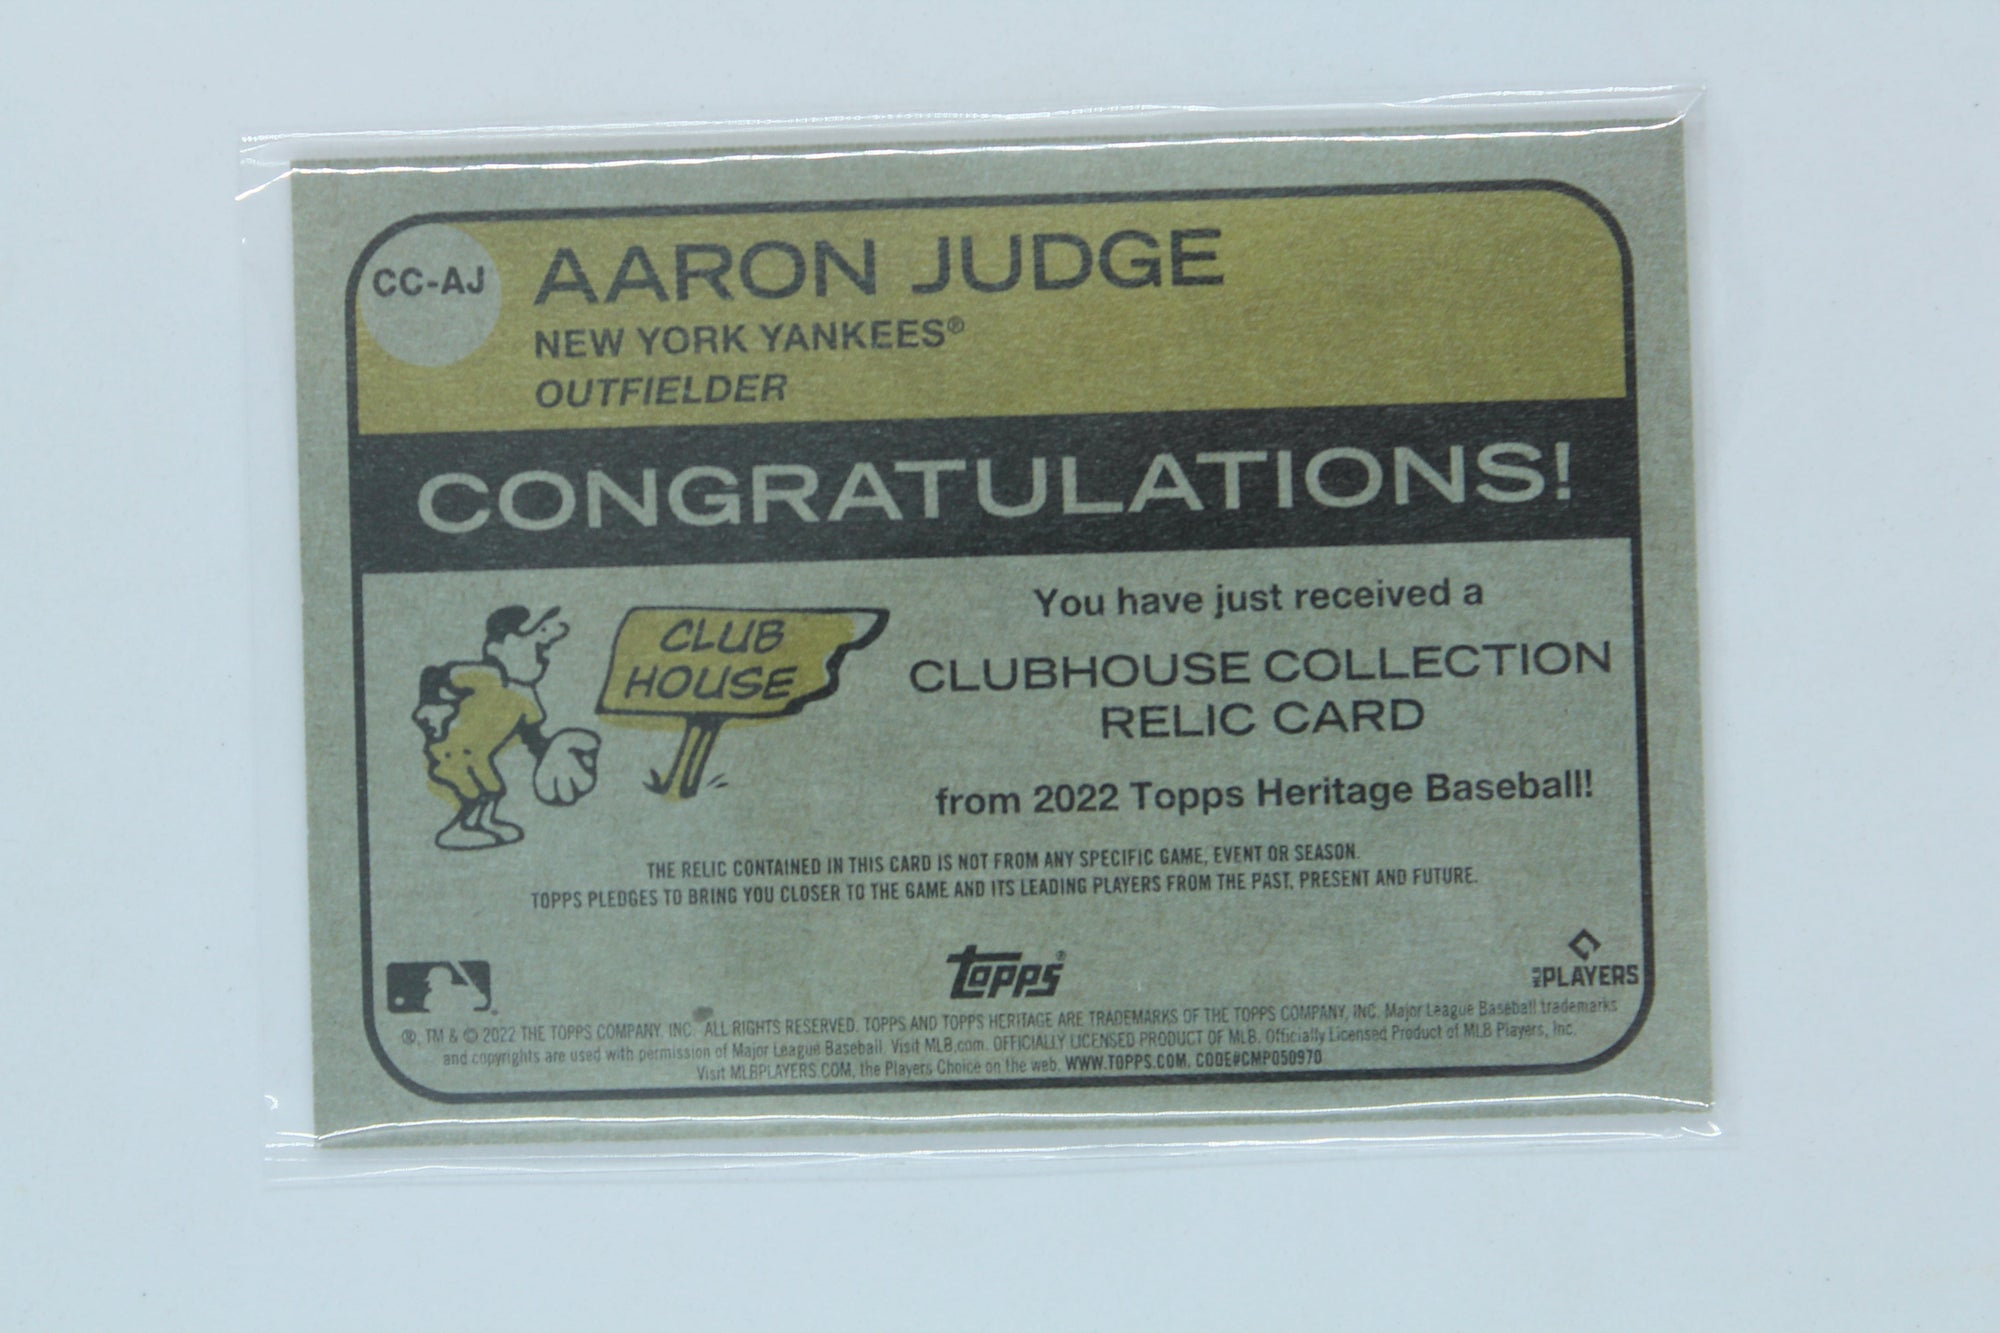 CC-AJ
AARON JUDGE
NEW YORK YANKEES®
OUTFIELDER
CONGRATULATIONS!
CLUB
HOUSE
You have just received a
CLUBHOUSE COLLECTION
RELIC CARD
from 2022 Topps Heritage Baseball!
THE RELIC CONTAINED IN THIS CARD IS NOT FROM ANY SPECIFIC GAME, EVENT OR SEASON.
TOPPS PLEDGES TO BRING YOU CLOSER TO THE GAME AND ITS LEADING PLAYERS FROM THE PAST, PRESENT AND FUTURE.
topps®
MLB PLAYERS
®, TM & © 2022 THE TOPPS COMPANY, INC. ALL RIGHTS RESERVED. TOPPS AND TOPPS HERITAGE ARE TRADEMARKS OF THE TOPPS COMPANY, INC. Major League Baseball trademarks
and copyrights are used with permission of Major League Baseball. Visit MLB.com. OFFICIALLY LICENSED PRODUCT OF MLB. Officially Licensed Product of MLB Players, Inc.
Visit MLBPLAYERS.COM, the Players Choice on the web. WWW.TOPPS.COM. CODE#CMP050970